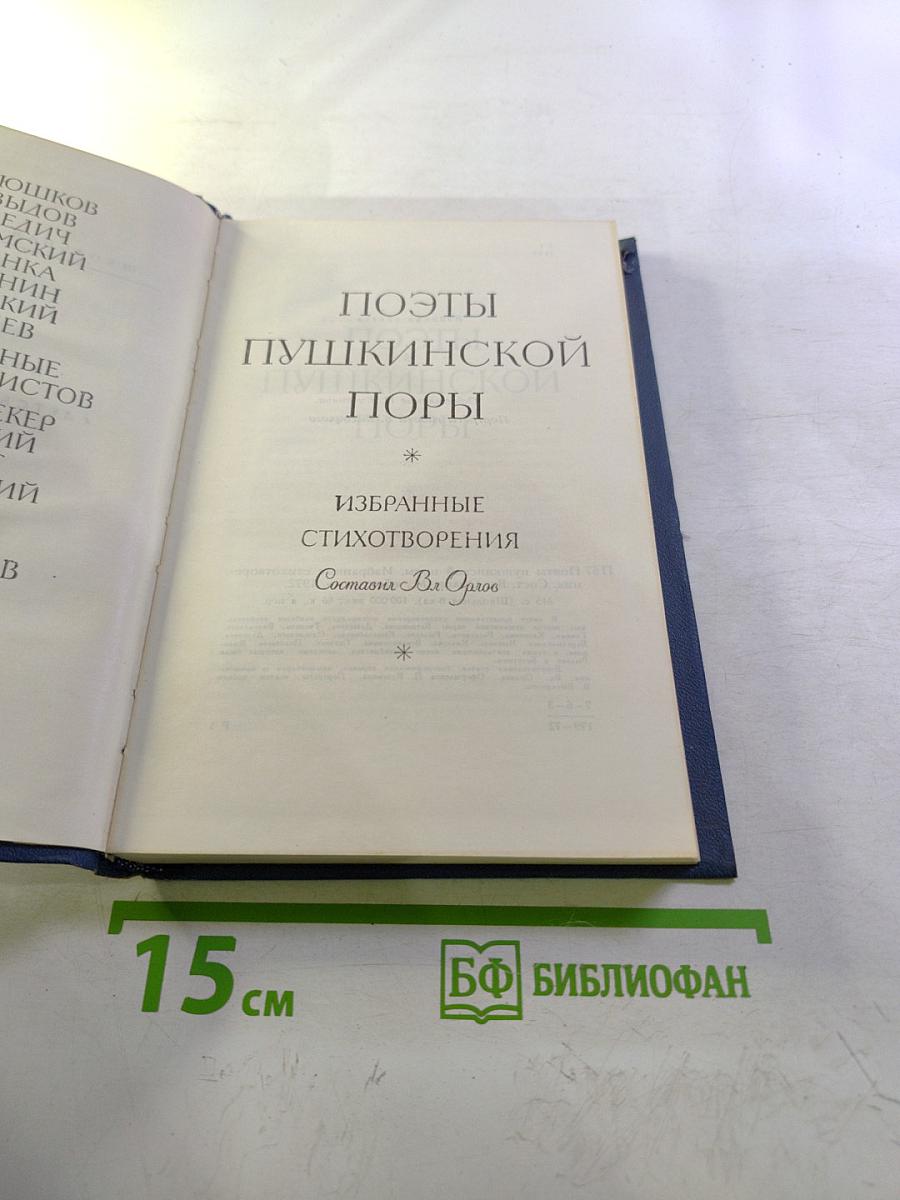 ЮШКОВ
ВЫДОВ
ЕДИЧ
МСКИЙ
НКА
НИН
КИЙ
ЕВ
НЫЕ
ИСТОВ
ЕКЕР
ИЙ
Т
ИЙ
В
ПОЭТЫ
ПУШКИНСКОЙ
ПОРЫ
*
ИЗБРАННЫЕ
СТИХОТВОРЕНИЯ
Составил Вл Орлов
*
15 см
БФ БИБЛИОФАН